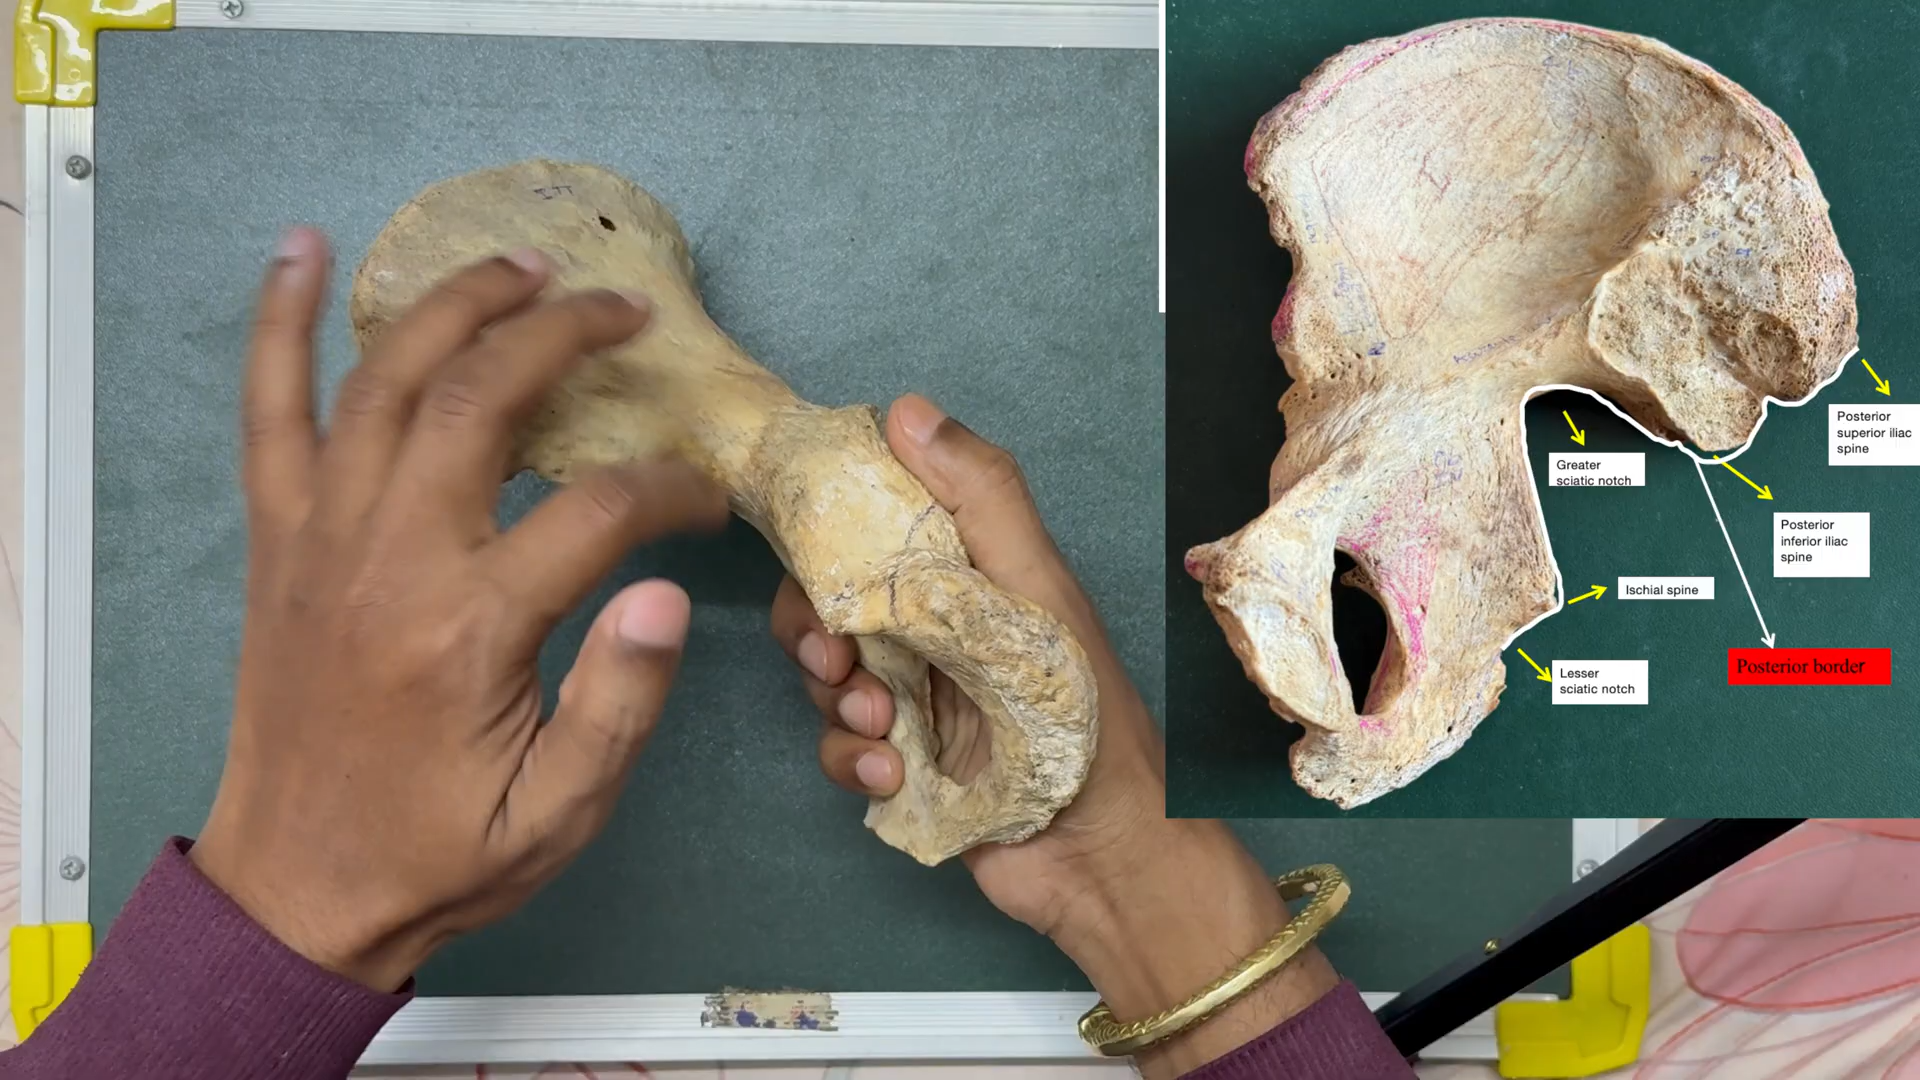 Posterior
superior iliac
spine
Greater
sciatic notch
Posterior
inferior iliac
spine
Ischial spine
Lesser
sciatic notch
Posterior border